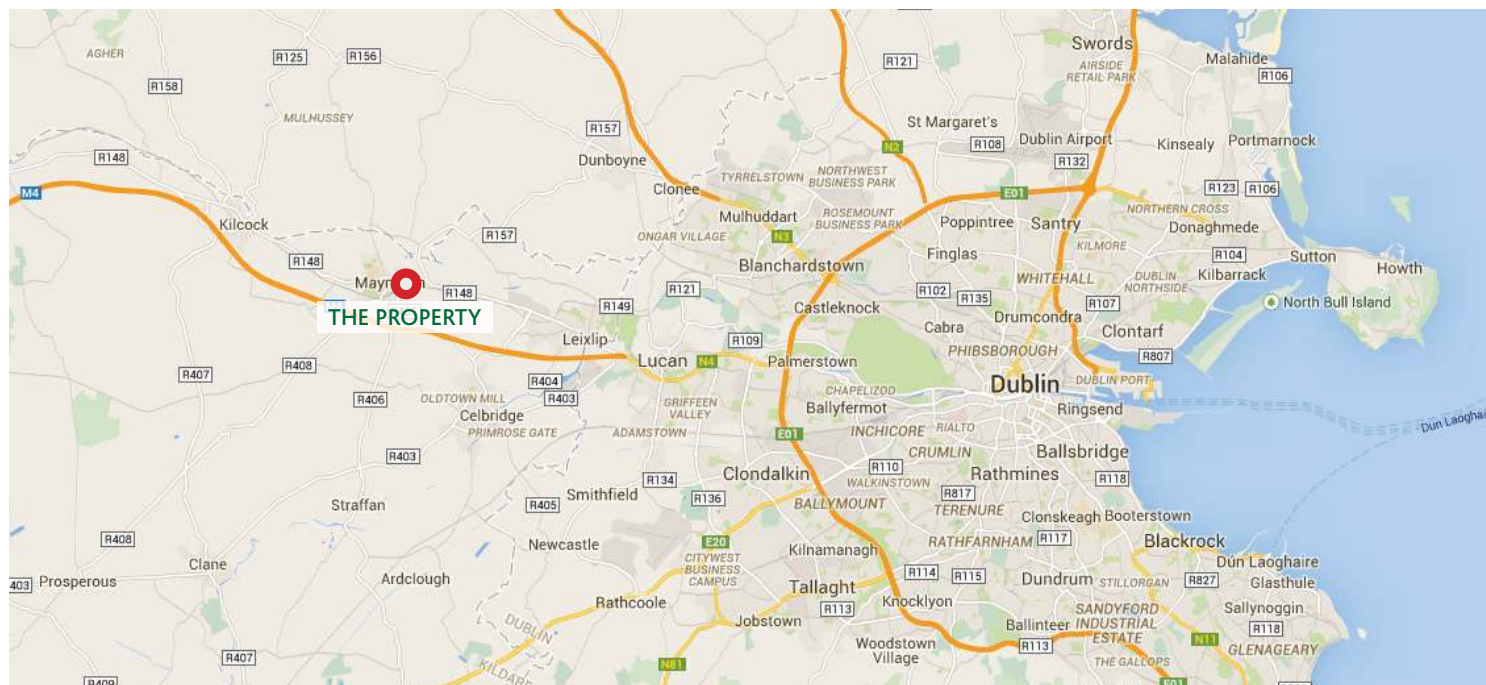 Swords
AGHER
R125
R156
Malahide
R121
AIRSIDE
RETAIL PARK
R106
R158
MULHUSSEY
St Margaret's
R157
Dublin Airport
R108
N2
Kinsealy
Portmarnock
R148
Dunboyne
R132
TYRRELSTOWN
NORTHWEST
BUSINESS PARK
M4
Clonee
E01
R123
R106
Mulhuddart
ROSEMOUNT
BUSINESS PARK
Poppintree
Santry
NORTHERN CROSS
Kilcock
R157
ONGAR VILLAGE
N3
Donaghmede
KILMORE
Finglas
R104
Sutton
R148
Blanchardstown
Howth
WHITEHALL
DUBLIN
NORTHSIDE
Kilbarrack
R148
R121
R102
R135
R107
North Bull Island
THE PROPERTY
R149
Castleknock
Drumcondra
Clontarf
Cabra
Leixlip
R109
PHIBSBOROUGH
R807
Lucan
N4
Palmerstown
R408
R407
R404
Dublin
DUBLIN PORT
R406
OLDTOWN MILL
R403
CHAPELIZOD
GRIFFEEN
VALLEY
Ballyfermot
Ringsend
Celbridge
PRIMROSE GATE
ADAMSTOWN
E01
INCHICORE
RIALTO
Dun Laoghai
CRUMLIN
Ballsbridge
R403
Clondalkin
R110
Rathmines
R134
WALKINSTOWN
R118
Smithfield
R136
R817
Straffan
R405
BALLYMOUNT
TERENURE
Clonskeagh
Booterstown
R408
Newcastle
E20
Kilnamanagh
RATHFARNHAM
R117
Blackrock
Clane
CITYWEST
BUSINESS
CAMPUS
Dún Laoghaire
403
Prosperous
Ardclough
Tallaght
R114
R115
Dundrum
STILLORGAN
R827
Glasthule
Rathcoole
R113
Knocklyon
SANDYFORD
INDUSTRIAL
ESTATE
Sallynoggin
DUBLIN
Jobstown
Ballinteer
R118
Woodstown
Village
R113
N11
GLENAGEARY
R407
KILDARE
N81
THE GALLOPS
R409
E01